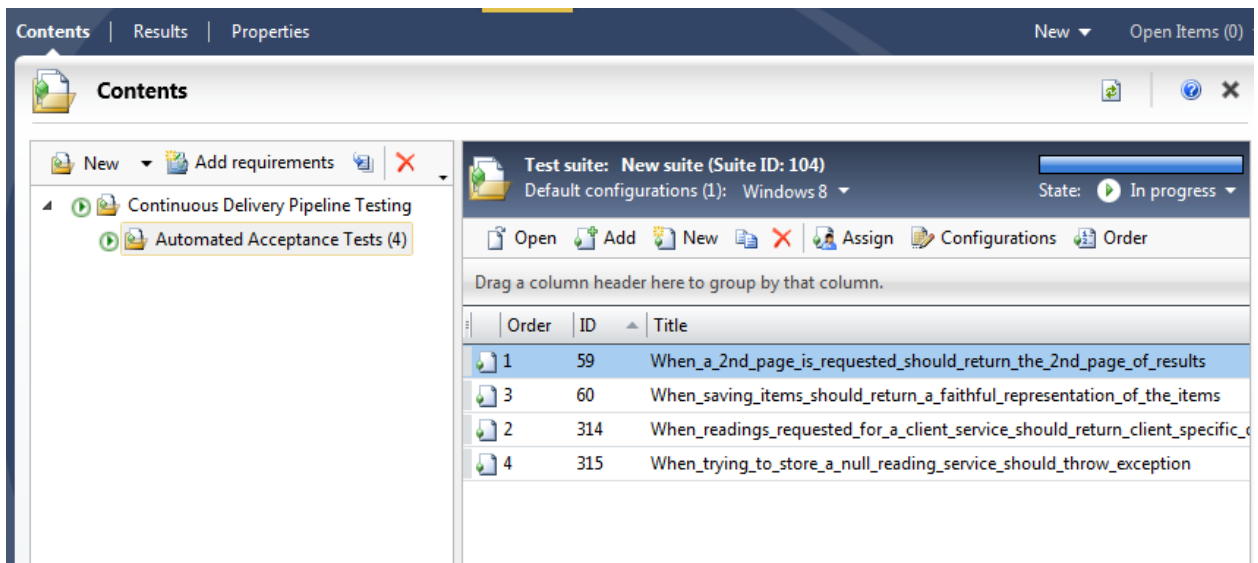 Contents | Results | Properties New Open Items (0)
Contents
New Add requirements
Continuous Delivery Pipeline Testing
Automated Acceptance Tests (4)
Test suite: New suite (Suite ID: 104)
Default configurations (1): Windows 8 State: In progress
Open Add New Assign Configurations Order
Drag a column header here to group by that column.
Order ID Title
1 59 When_a_2nd_page_is_requested_should_return_the_2nd_page_of_results
3 60 When_saving_items_should_return_a_faithful_representation_of_the_items
2 314 When_readings_requested_for_a_client_service_should_return_client_specific_
4 315 When_trying_to_store_a_null_reading_service_should_throw_exception